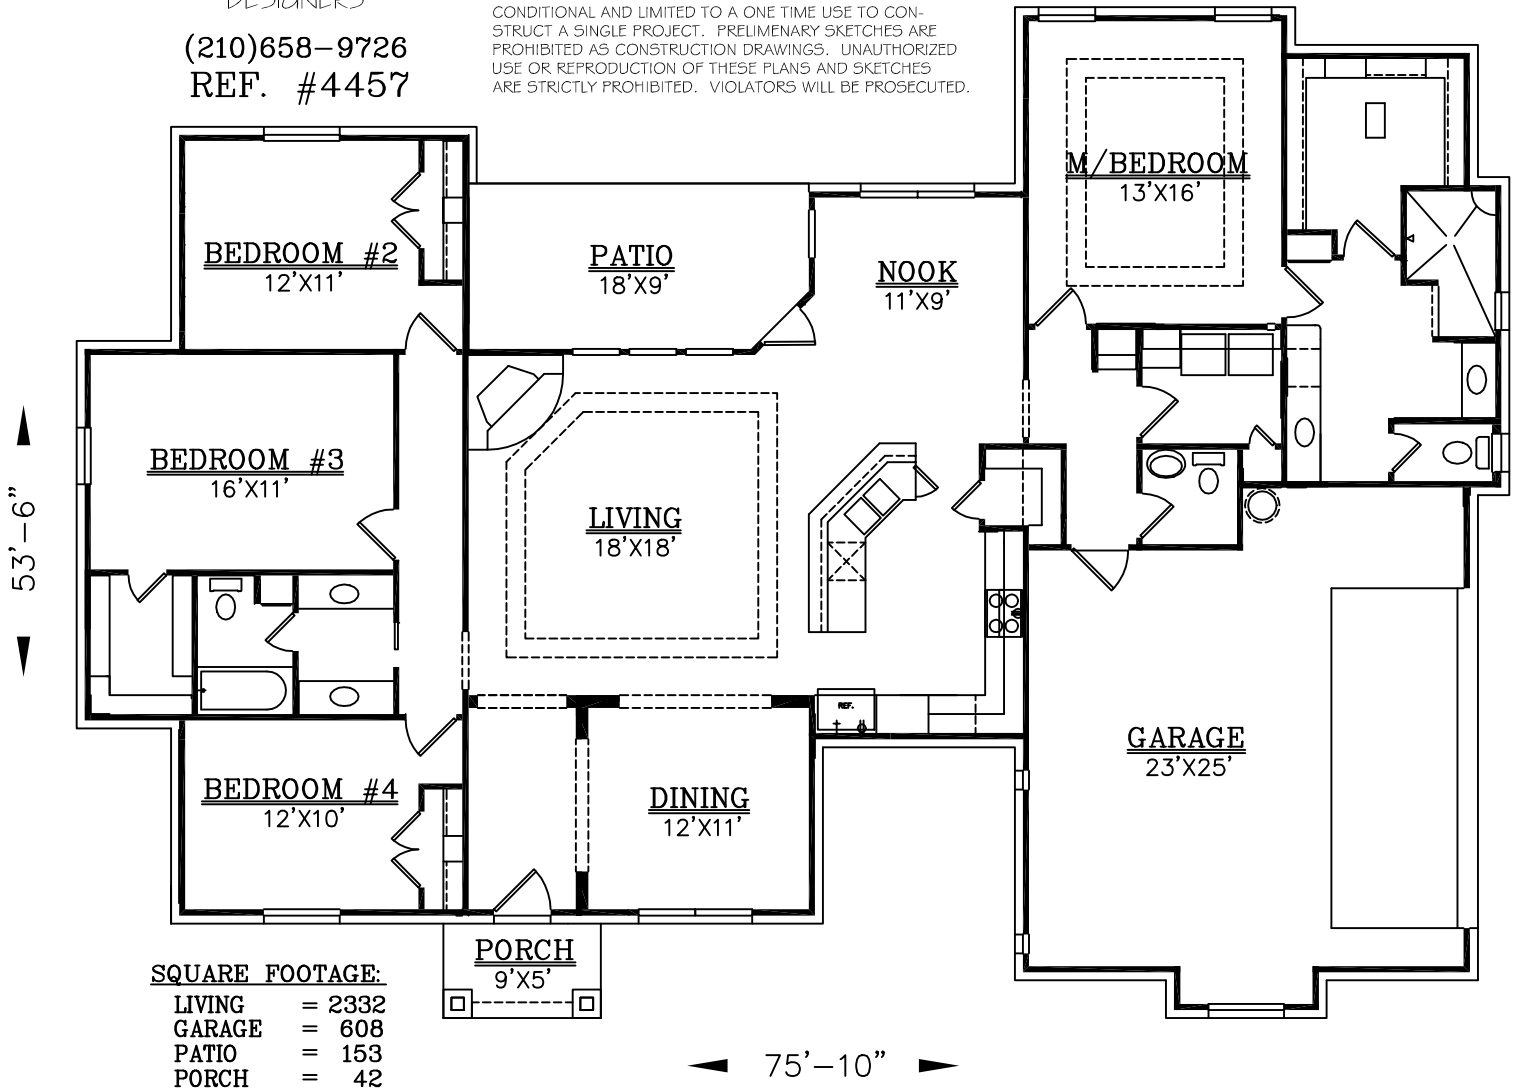 DESIGNERS
(210)658-9726
REF. #4457
CONDITIONAL AND LIMITED TO A ONE TIME USE TO CON-
STRUCT A SINGLE PROJECT. PRELIMENARY SKETCHES ARE
PROHIBITED AS CONSTRUCTION DRAWINGS. UNAUTHORIZED
USE OR REPRODUCTION OF THESE PLANS AND SKETCHES
ARE STRICTLY PROHIBITED. VIOLATORS WILL BE PROSECUTED.
M/BEDROOM
13'X16'
BEDROOM #2
12'X11'
PATIO
18'X9'
NOOK
11'X9'
BEDROOM #3
16'X11'
LIVING
18'X18'
53'-6"
REF.
GARAGE
23'X25'
BEDROOM #4
12'X10'
DINING
12'X11'
PORCH
9'X5'
SQUARE FOOTAGE:
LIVING = 2332
GARAGE = 608
PATIO = 153
PORCH = 42
75'-10"